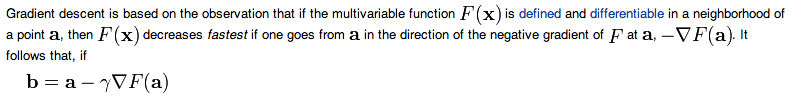 Gradient descent is based on the observation that if the multivariable function F(x) is defined and differentiable in a neighborhood of
a point a, then F(x) decreases fastest if one goes from a in the direction of the negative gradient of F at a, −∇F(a). It
follows that, if
b = a − γ∇F(a)